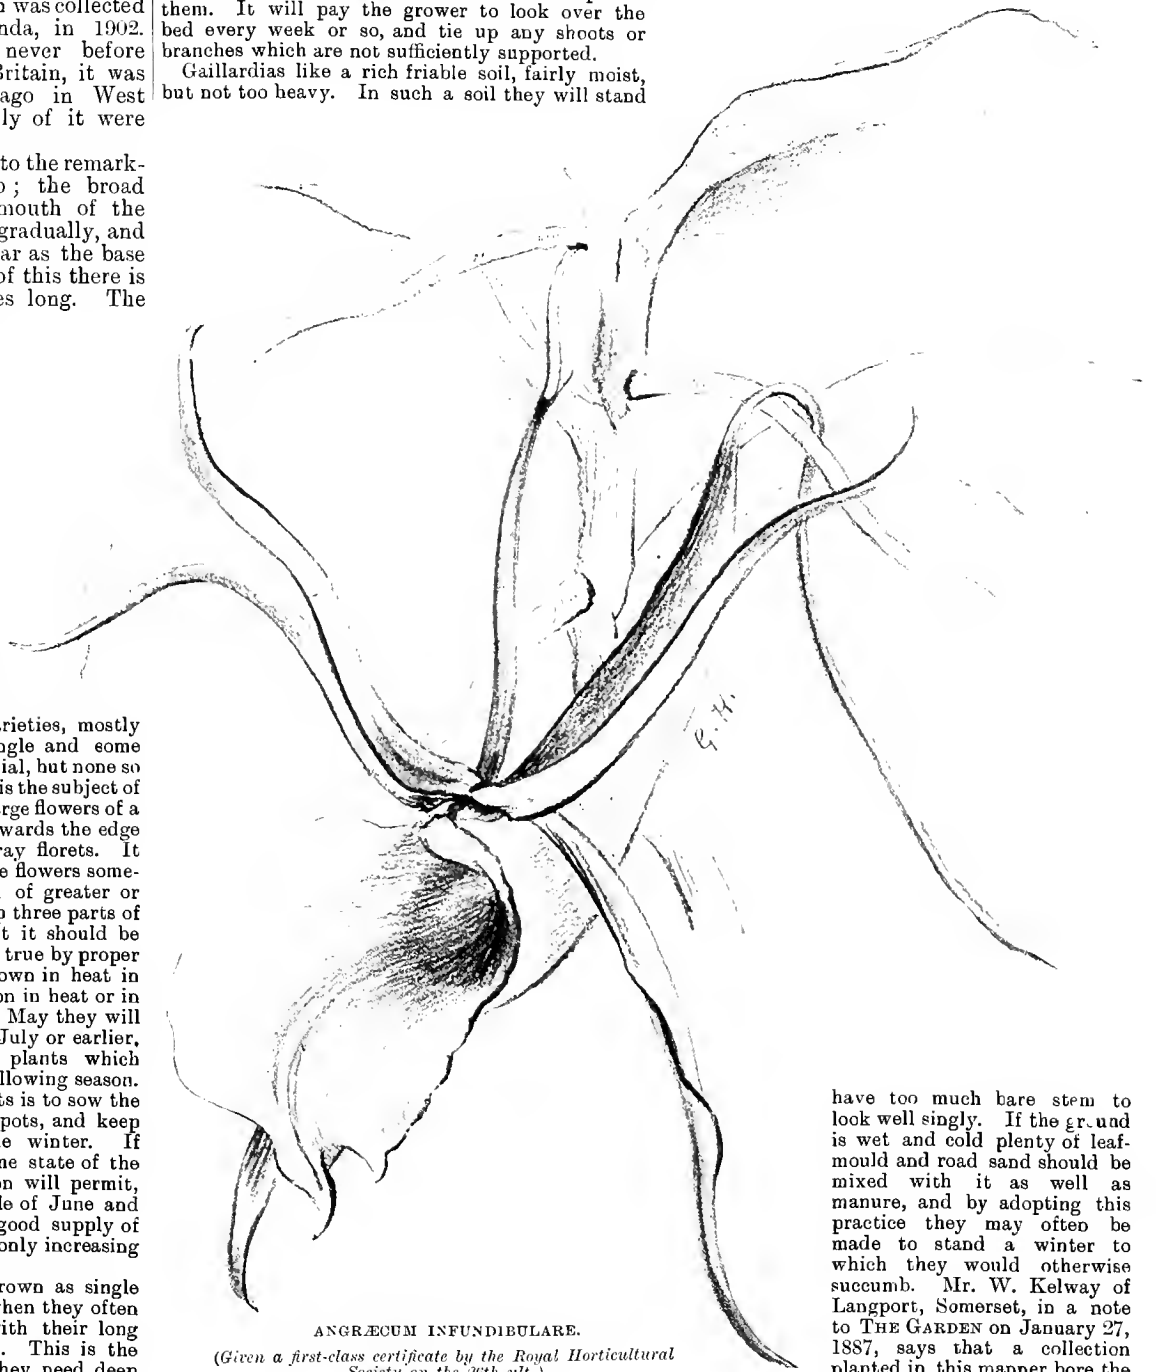 was collected
nda, in 1902.
never before
Britain, it was
ago in West
ly of it were
to the remark-
; the broad
mouth of the
gradually, and
ar as the base
of this there is
es long. The
rieties, mostly
ngle and some
ial, but none so
is the subject of
arge flowers of a
wards the edge
ray florets. It
e flowers some-
of greater or
three parts of
t it should be
true by proper
own in heat in
on in heat or in
May they will
July or earlier,
plants which
llowing season.
ts is to sow the
pots, and keep
e winter. If
ne state of the
on will permit,
le of June and
good supply of
only increasing
rown as single
hen they often
ith their long
. This is the
hey need deep
them. It will pay the grower to look over the
bed every week or so, and tie up any shoots or
branches which are not sufficiently supported.
Gaillardias like a rich friable soil, fairly moist,
but not too heavy. In such a soil they will stand
G. H.
ANGRÆCUM INFUNDIBULARE.
(Given a first-class certificate by the Royal Horticultural
Society on the
have too much bare stem to
look well singly. If the ground
is wet and cold plenty of leaf-
mould and road sand should be
mixed with it as well as
manure, and by adopting this
practice they may often be
made to stand a winter to
which they would otherwise
succumb. Mr. W. Kelway of
Langport, Somerset, in a note
to THE GARDEN on January 27,
1887, says that a collection
planted in this manner bore the